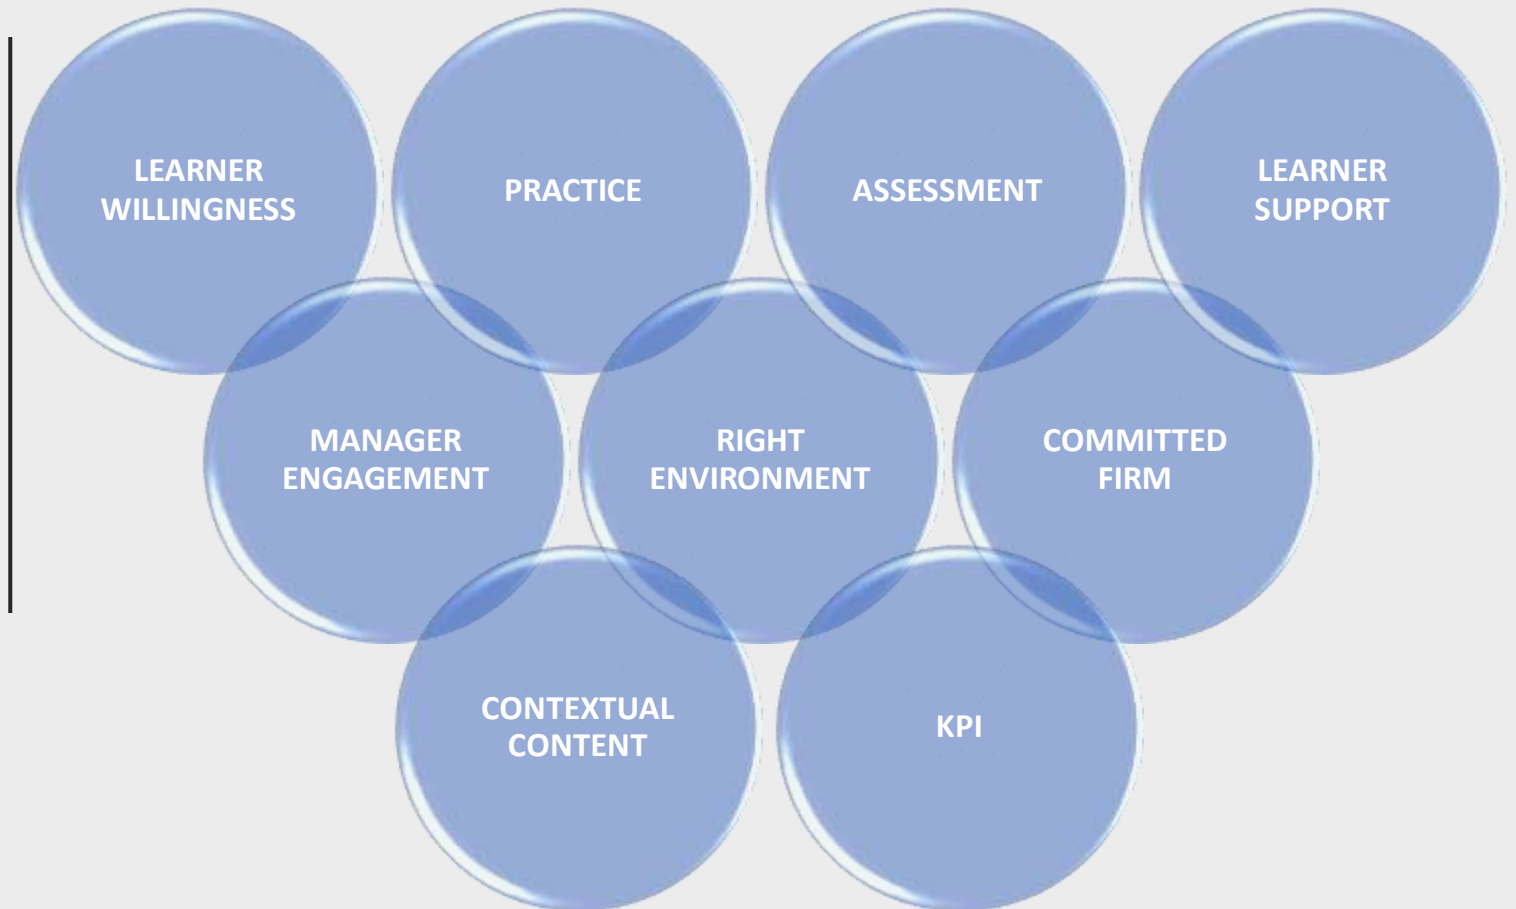 LEARNER
WILLINGNESS
PRACTICE
ASSESSMENT
LEARNER
SUPPORT
MANAGER
ENGAGEMENT
RIGHT
ENVIRONMENT
COMMITTED
FIRM
CONTEXTUAL
CONTENT
KPI